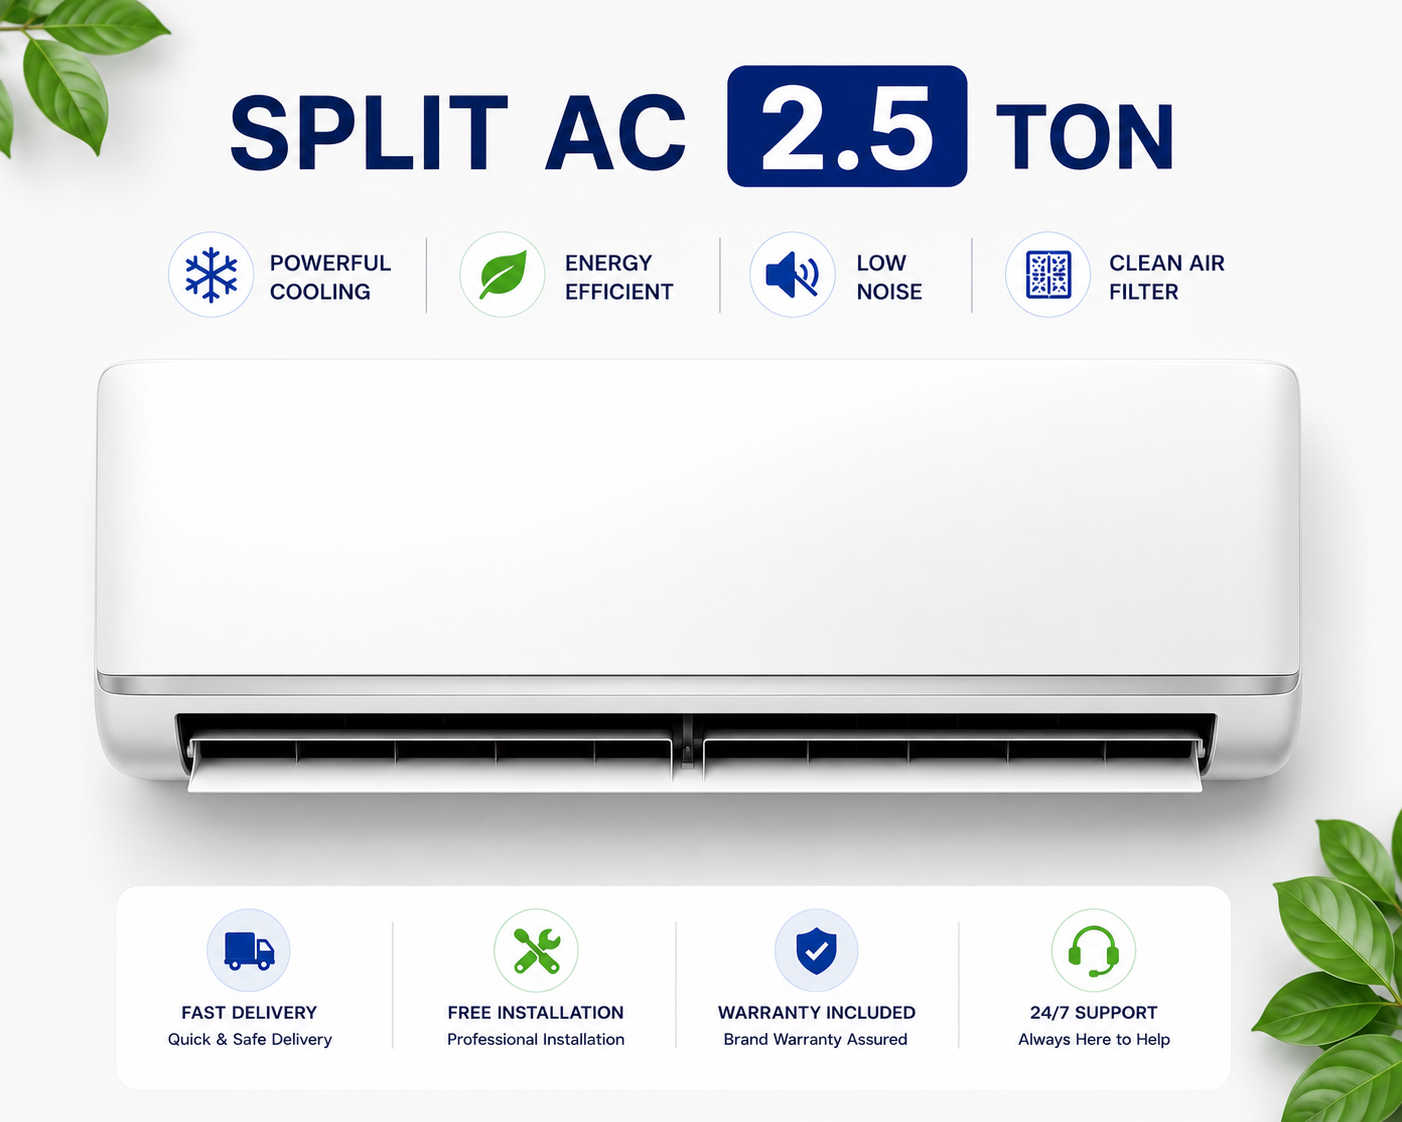 SPLIT AC 2.5 TON
POWERFUL
COOLING
ENERGY
EFFICIENT
LOW
NOISE
CLEAN AIR
FILTER
FAST DELIVERY
Quick & Safe Delivery
FREE INSTALLATION
Professional Installation
WARRANTY INCLUDED
Brand Warranty Assured
24/7 SUPPORT
Always Here to Help